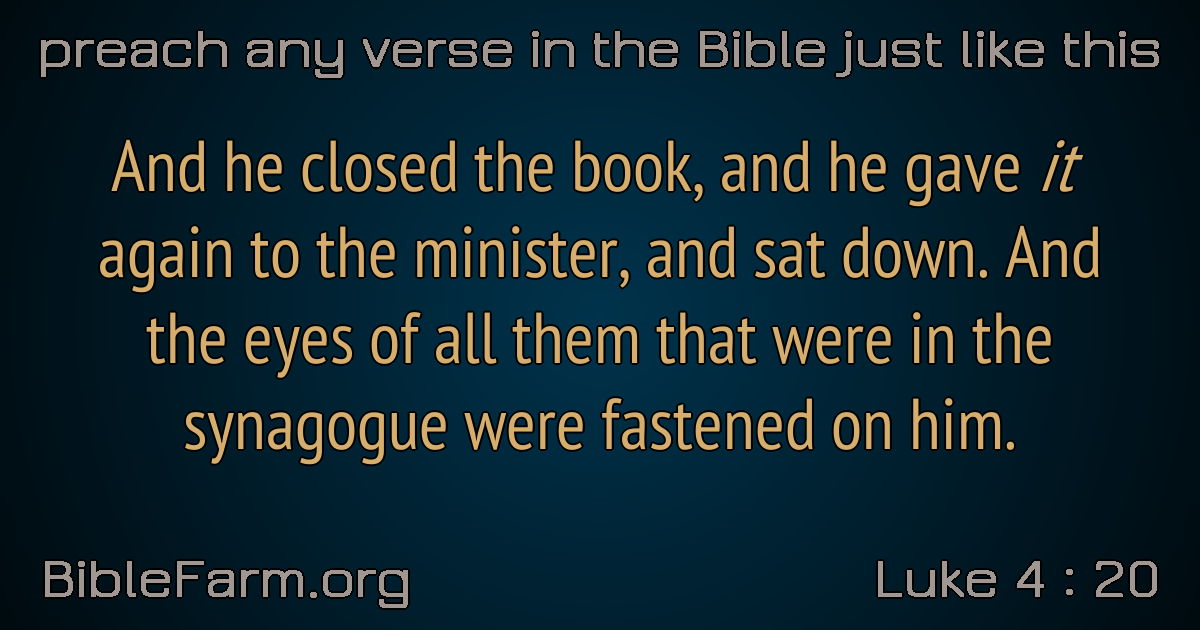 preach any verse in the Bible just like this
And he closed the book, and he gave it
again to the minister, and sat down. And
the eyes of all them that were in the
synagogue were fastened on him.
BibleFarm.org
Luke 4 : 20